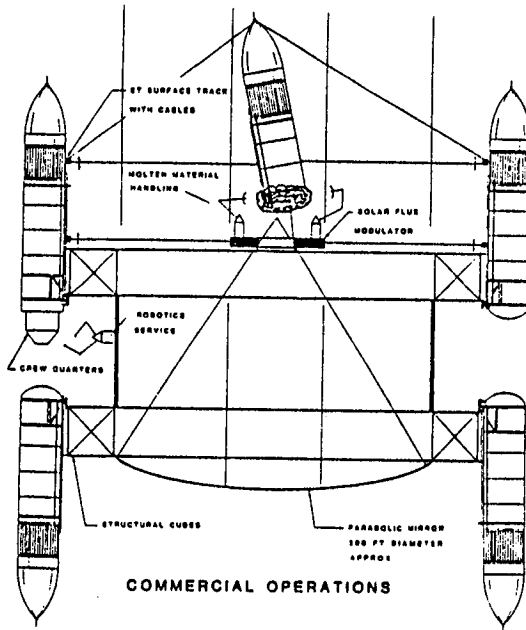 ET SURFACE TRACK
WITH CABLES
MOLTEN MATERIAL
HANDLING
SOLAR FLUX
MODULATOR
ROBOTICS
SERVICE
CREW QUARTERS
STRUCTURAL CUBES
PARABOLIC MIRROR
FT DIAMETER
APPROX
COMMERCIAL OPERATIONS